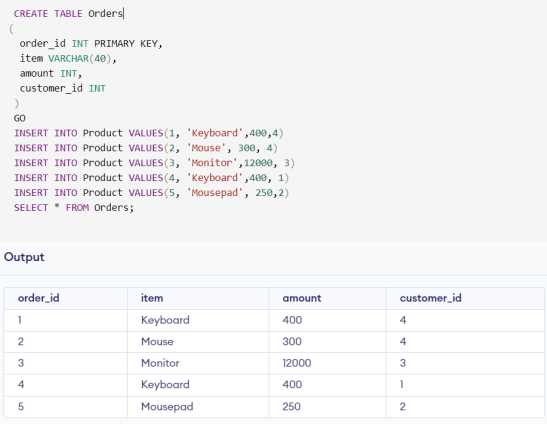 CREATE TABLE Orders
(
order_id INT PRIMARY KEY,
item VARCHAR(40),
amount INT,
customer_id INT
)
GO
INSERT INTO Product VALUES(1, 'Keyboard',400,4)
INSERT INTO Product VALUES(2, 'Mouse', 300, 4)
INSERT INTO Product VALUES(3, 'Monitor',12000, 3)
INSERT INTO Product VALUES(4, 'Keyboard',400, 1)
INSERT INTO Product VALUES(5, 'Mousepad', 250,2)
SELECT * FROM Orders;
Output
order_id item amount customer_id
1 Keyboard 400 4
2 Mouse 300 4
3 Monitor 12000 3
4 Keyboard 400 1
5 Mousepad 250 2